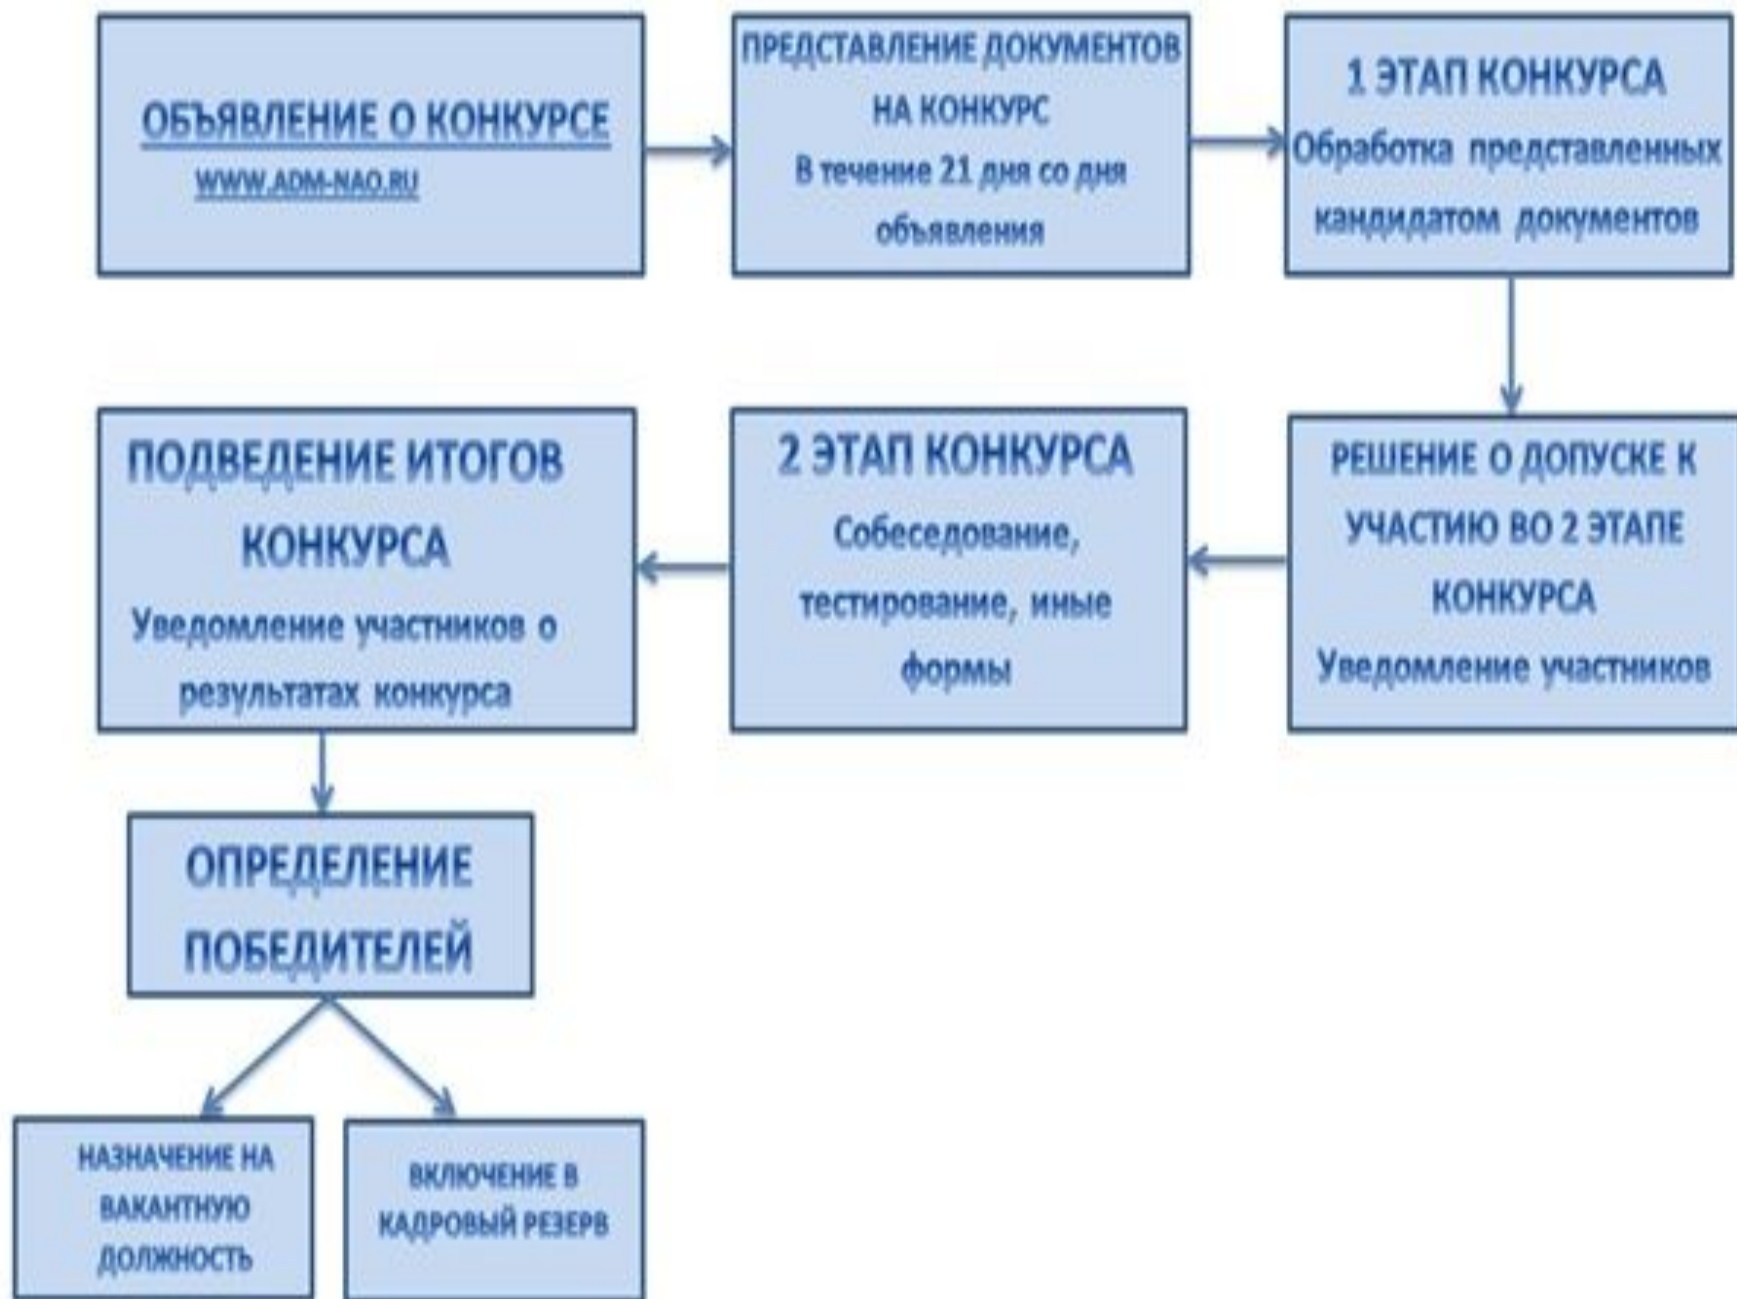 ОБЪЯВЛЕНИЕ О КОНКУРСЕ
WWW.ADM-NAO.RU
ПРЕДСТАВЛЕНИЕ ДОКУМЕНТОВ
НА КОНКУРС
В течение 21 дня со дня
объявления
1 ЭТАП КОНКУРСА
Обработка представленных
кандидатом документов
РЕШЕНИЕ О ДОПУСКЕ К
УЧАСТИЮ ВО 2 ЭТАПЕ
КОНКУРСА
Уведомление участников
2 ЭТАП КОНКУРСА
Собеседование,
тестирование, иные
формы
ПОДВЕДЕНИЕ ИТОГОВ
КОНКУРСА
Уведомление участников о
результатах конкурса
ОПРЕДЕЛЕНИЕ
ПОБЕДИТЕЛЕЙ
НАЗНАЧЕНИЕ НА
ВАКАНТНУЮ
ДОЛЖНОСТЬ
ВКЛЮЧЕНИЕ В
КАДРОВЫЙ РЕЗЕРВ